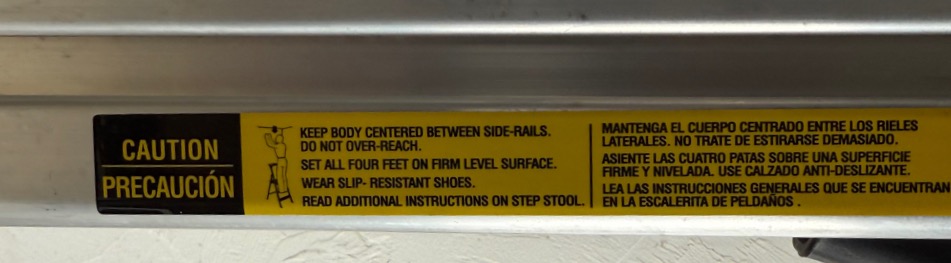 CAUTION
PRECAUCIÓN
KEEP BODY CENTERED BETWEEN SIDE-RAILS.
DO NOT OVER-REACH.
SET ALL FOUR FEET ON FIRM LEVEL SURFACE.
WEAR SLIP- RESISTANT SHOES.
READ ADDITIONAL INSTRUCTIONS ON STEP STOOL.
MANTENGA EL CUERPO CENTRADO ENTRE LOS RIELES
LATERALES. NO TRATE DE ESTIRARSE DEMASIADO.
ASIENTE LAS CUATRO PATAS SOBRE UNA SUPERFICIE
FIRME Y NIVELADA. USE CALZADO ANTI-DESLIZANTE.
LEA LAS INSTRUCCIONES GENERALES QUE SE ENCUENTRAN
EN LA ESCALERITA DE PELDAÑOS .